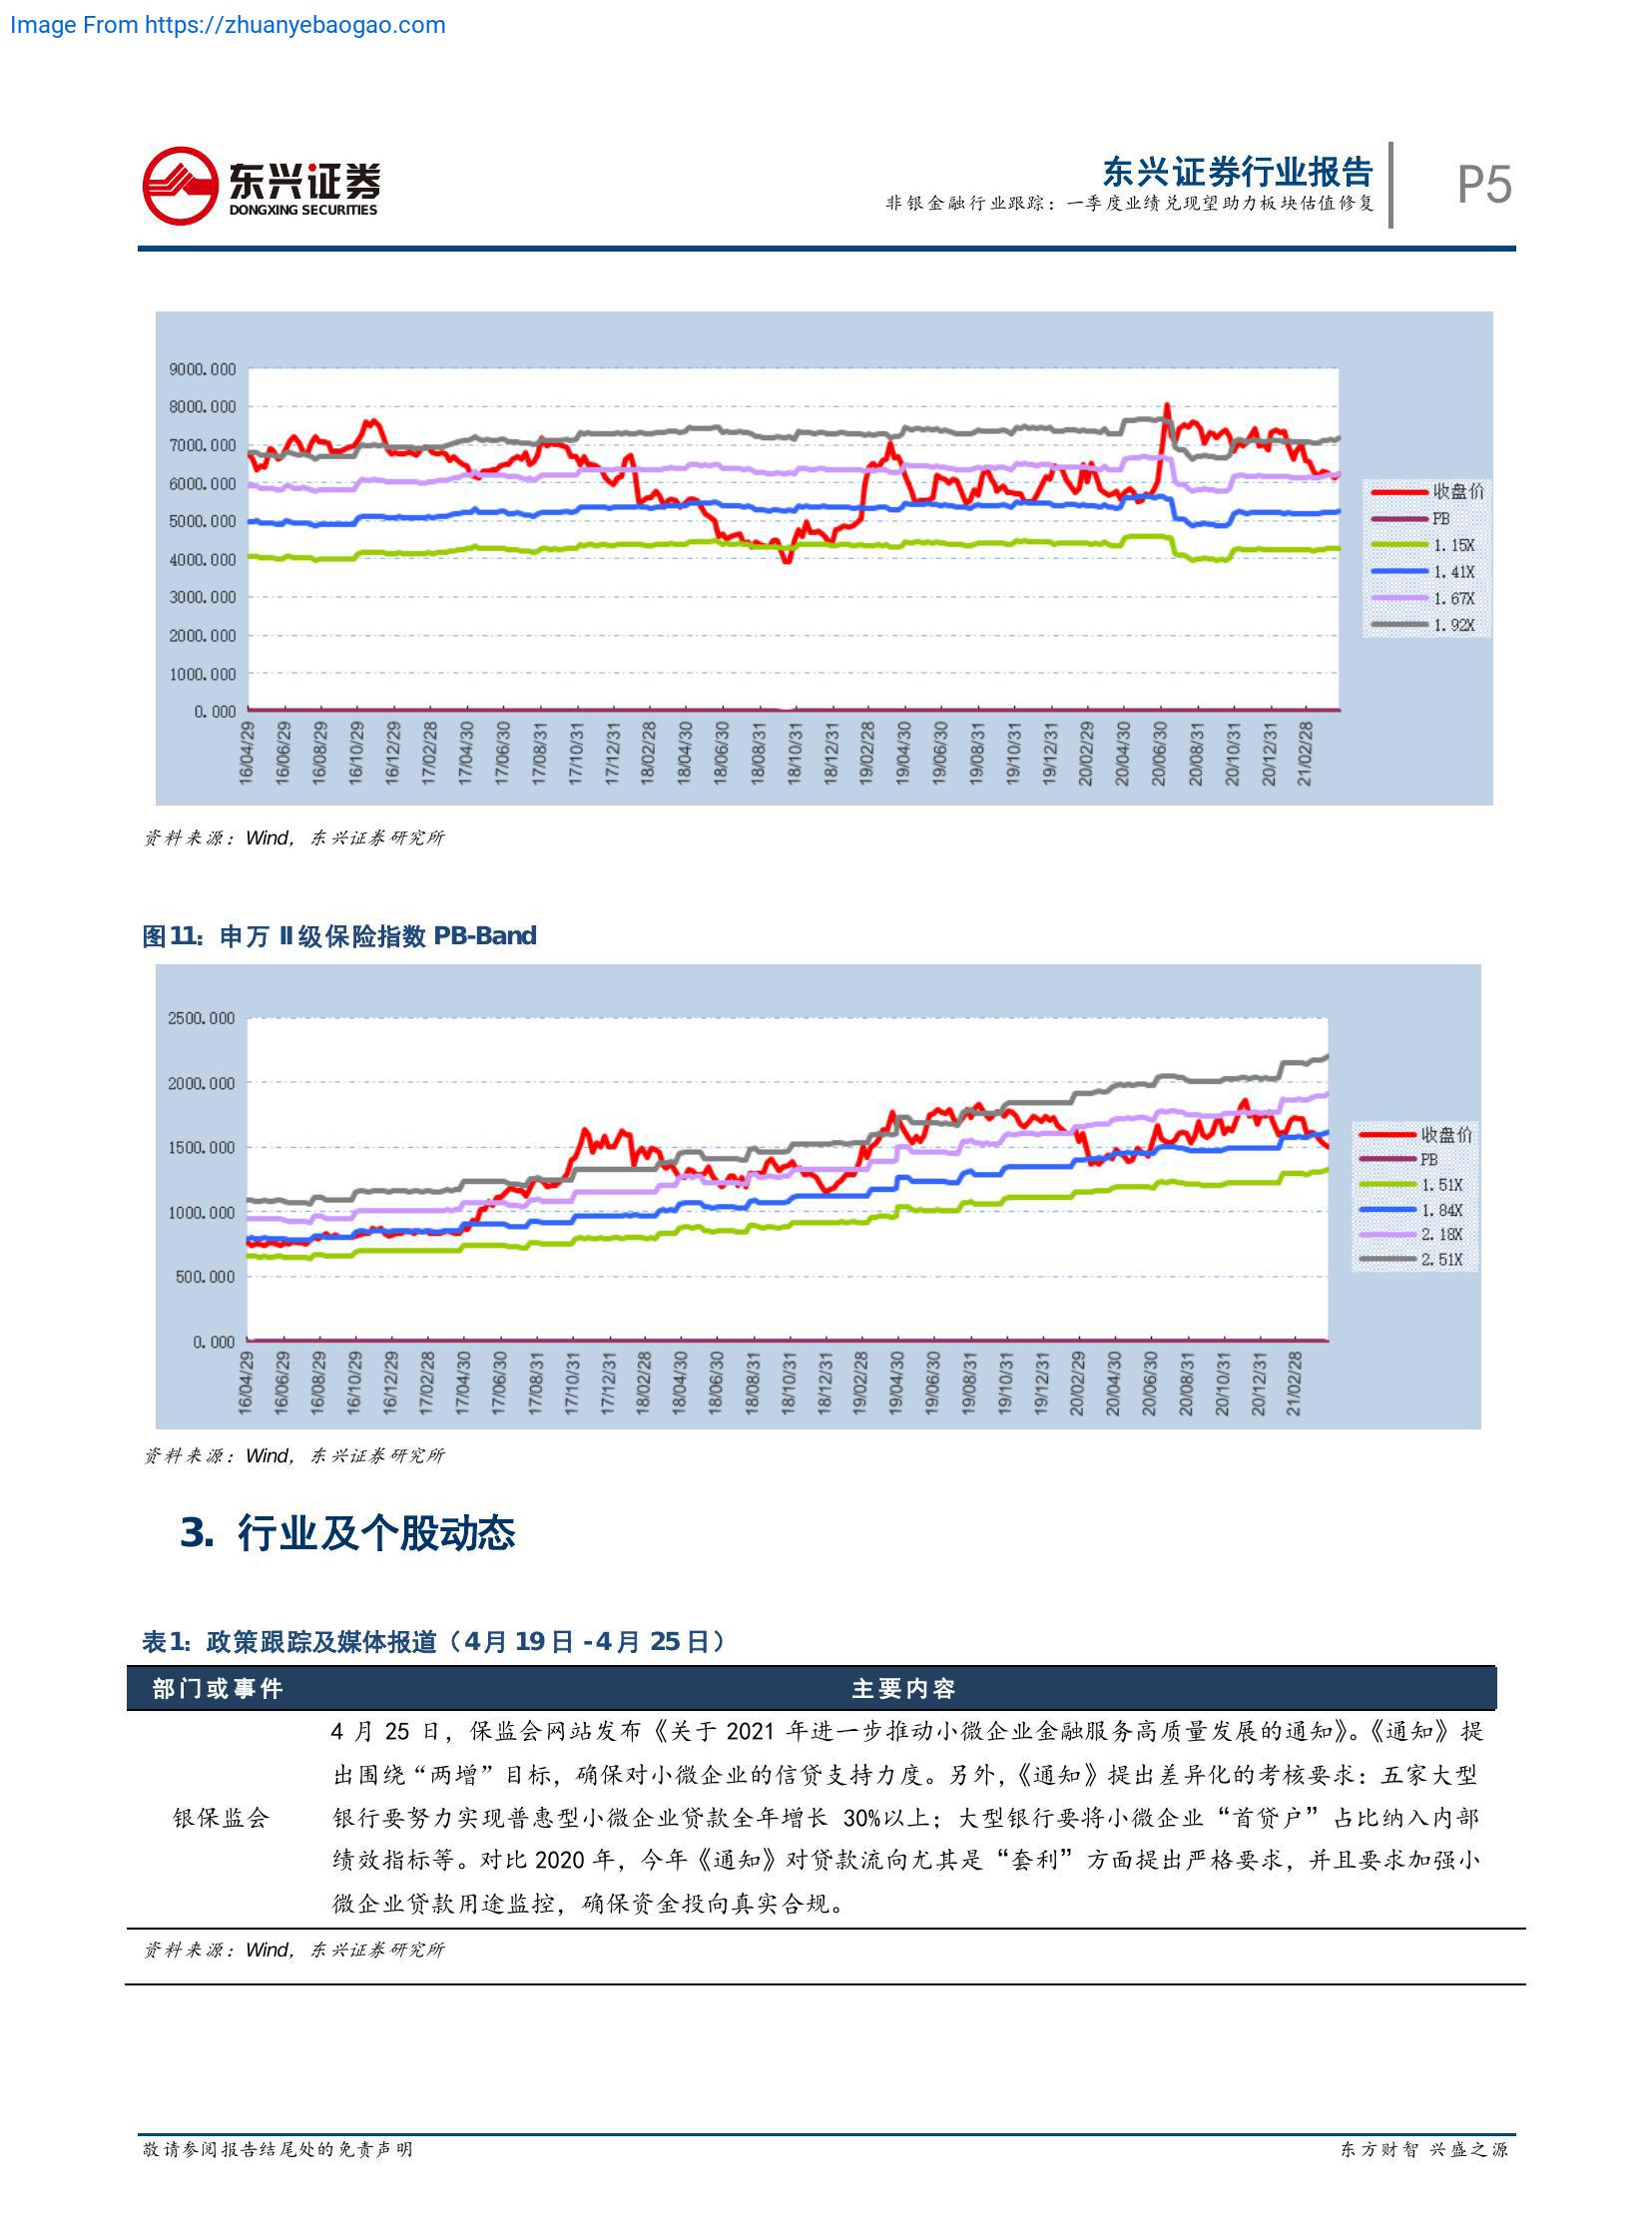 Image From https://zhuanyebaogao.com
东兴证券
DONGXING SECURITIES
东兴证券行业报告
非银金融行业跟踪：一季度业绩兑现望助力板块估值修复
P5
9000.000
8000.000
7000.000
6000.000
5000.000
4000.000
3000.000
2000.000
1000.000
0.000
16/04/29
16/06/29
16/08/29
16/10/29
16/12/29
17/02/28
17/04/30
17/06/30
17/08/31
17/10/31
17/12/31
18/02/28
18/04/30
18/06/30
18/08/31
18/10/31
18/12/31
19/02/28
19/04/30
19/06/30
19/08/31
19/10/31
19/12/31
20/02/29
20/04/30
20/06/30
20/08/31
20/10/31
20/12/31
21/02/28
收盘价
PB
1.15X
1.41X
1.67X
1.92X
资料来源：Wind，东兴证券研究所
图11：申万 II 级保险指数 PB-Band
2500.000
2000.000
1500.000
1000.000
500.000
0.000
16/04/29
16/06/29
16/08/29
16/10/29
16/12/29
17/02/28
17/04/30
17/06/30
17/08/31
17/10/31
17/12/31
18/02/28
18/04/30
18/06/30
18/08/31
18/10/31
18/12/31
19/02/28
19/04/30
19/06/30
19/08/31
19/10/31
19/12/31
20/02/29
20/04/30
20/06/30
20/08/31
20/10/31
20/12/31
21/02/28
收盘价
PB
1.51X
1.84X
2.18X
2.51X
资料来源：Wind，东兴证券研究所
3. 行业及个股动态
表1：政策跟踪及媒体报道（4月 19日 -4月 25日）
部门或事件 主要内容
银保监会
4 月 25 日，保监会网站发布《关于 2021 年进一步推动小微企业金融服务高质量发展的通知》。《通知》提
出围绕“两增”目标，确保对小微企业的信贷支持力度。另外，《通知》提出差异化的考核要求：五家大型
银行要努力实现普惠型小微企业贷款全年增长 30%以上；大型银行要将小微企业“首贷户”占比纳入内部
绩效指标等。对比 2020 年，今年《通知》对贷款流向尤其是“套利”方面提出严格要求，并且要求加强小
微企业贷款用途监控，确保资金投向真实合规。
资料来源：Wind，东兴证券研究所
敬请参阅报告结尾处的免责声明
东方财智 兴盛之源